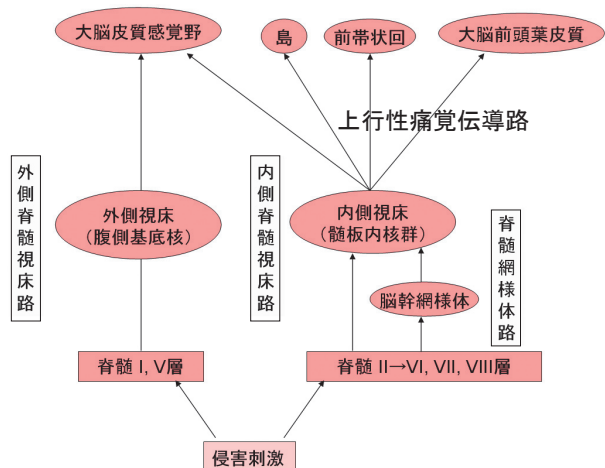 大脳皮質感覚野
島
前帯状回
大脳前頭葉皮質
上行性痛覚伝導路
外側脊髄視床路
内側脊髄視床路
外側視床
（腹側基底核）
内側視床
（髄板内核群）
脊髄網様体路
脳幹網様体
脊髄 I, V層
脊髄 II→VI, VII, VIII層
侵害刺激